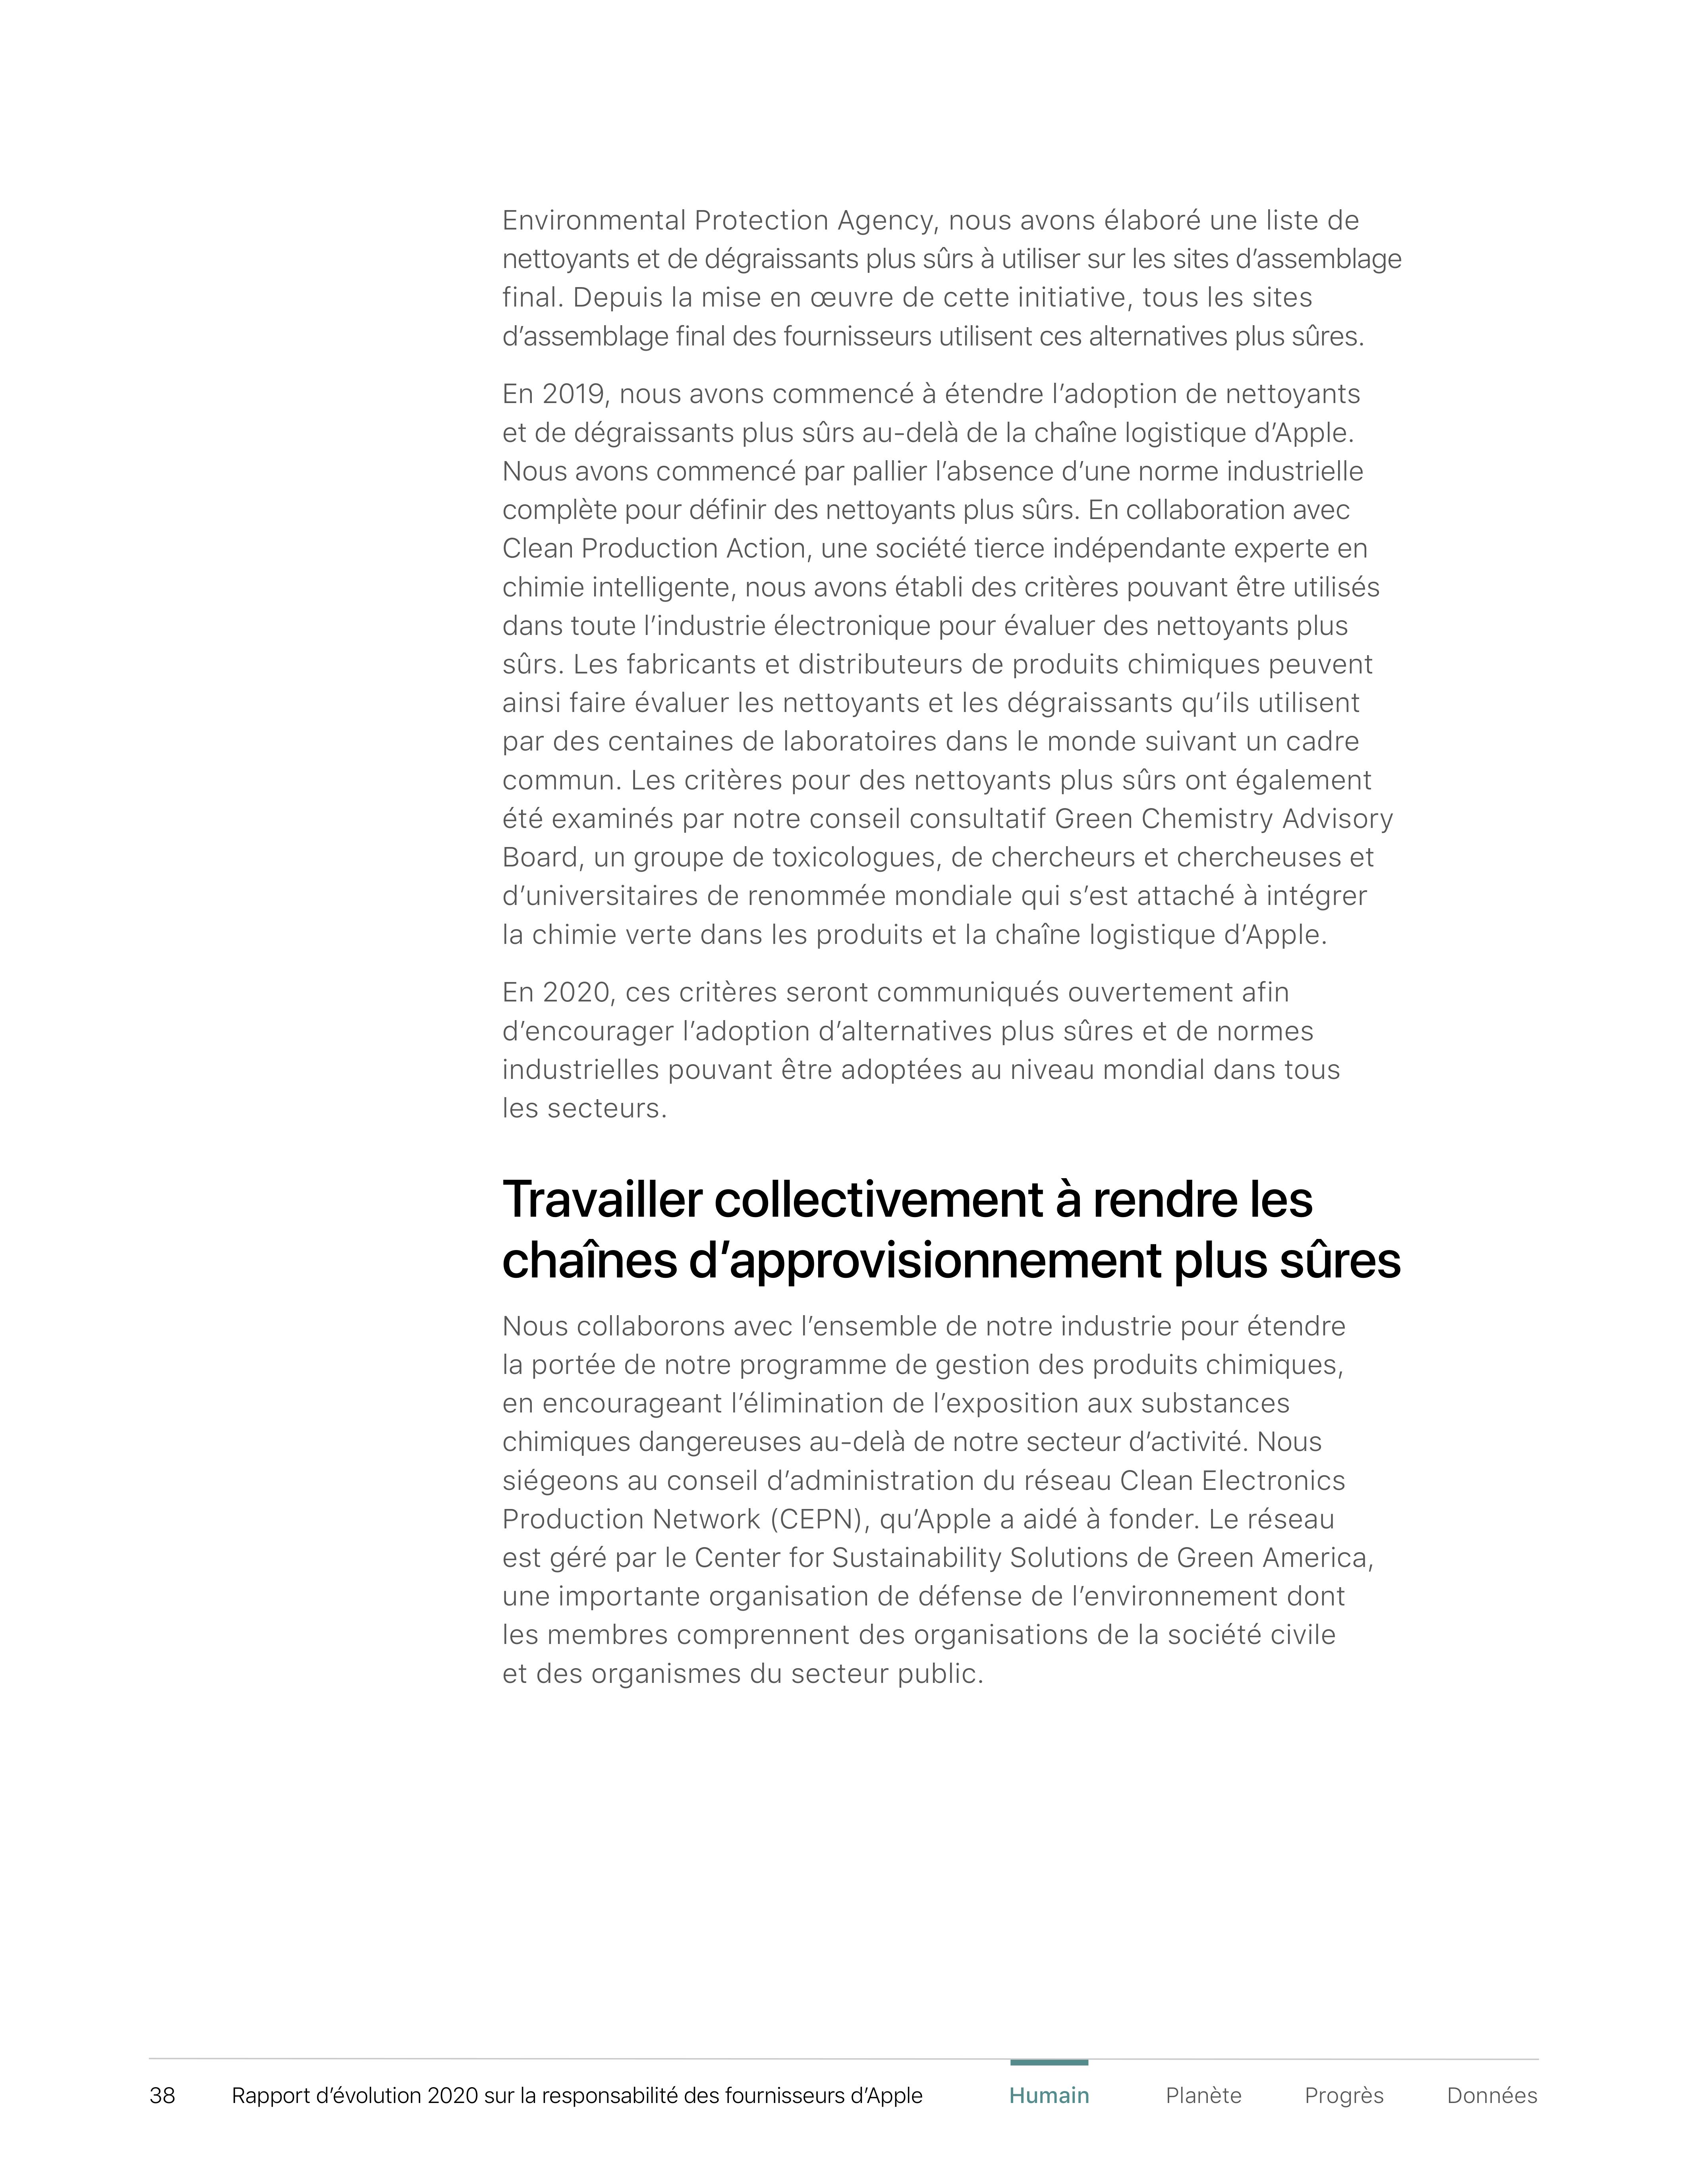 Environmental Protection Agency, nous avons élaboré une liste de
nettoyants et de dégraissants plus sûrs à utiliser sur les sites d’assemblage
final. Depuis la mise en œuvre de cette initiative, tous les sites
d’assemblage final des fournisseurs utilisent ces alternatives plus sûres.
En 2019, nous avons commencé à étendre l’adoption de nettoyants
et de dégraissants plus sûrs au-delà de la chaîne logistique d’Apple.
Nous avons commencé par pallier l’absence d’une norme industrielle
complète pour définir des nettoyants plus sûrs. En collaboration avec
Clean Production Action, une société tierce indépendante experte en
chimie intelligente, nous avons établi des critères pouvant être utilisés
dans toute l’industrie électronique pour évaluer des nettoyants plus
sûrs. Les fabricants et distributeurs de produits chimiques peuvent
ainsi faire évaluer les nettoyants et les dégraissants qu’ils utilisent
par des centaines de laboratoires dans le monde suivant un cadre
commun. Les critères pour des nettoyants plus sûrs ont également
été examinés par notre conseil consultatif Green Chemistry Advisory
Board, un groupe de toxicologues, de chercheurs et chercheuses et
d’universitaires de renommée mondiale qui s’est attaché à intégrer
la chimie verte dans les produits et la chaîne logistique d’Apple.
En 2020, ces critères seront communiqués ouvertement afin
d’encourager l’adoption d’alternatives plus sûres et de normes
industrielles pouvant être adoptées au niveau mondial dans tous
les secteurs.
Travailler collectivement à rendre les
chaînes d’approvisionnement plus sûres
Nous collaborons avec l’ensemble de notre industrie pour étendre
la portée de notre programme de gestion des produits chimiques,
en encourageant l’élimination de l’exposition aux substances
chimiques dangereuses au-delà de notre secteur d’activité. Nous
siégeons au conseil d’administration du réseau Clean Electronics
Production Network (CEPN), qu’Apple a aidé à fonder. Le réseau
est géré par le Center for Sustainability Solutions de Green America,
une importante organisation de défense de l’environnement dont
les membres comprennent des organisations de la société civile
et des organismes du secteur public.
38 Rapport d’évolution 2020 sur la responsabilité des fournisseurs d’Apple Humain Planète Progrès Données